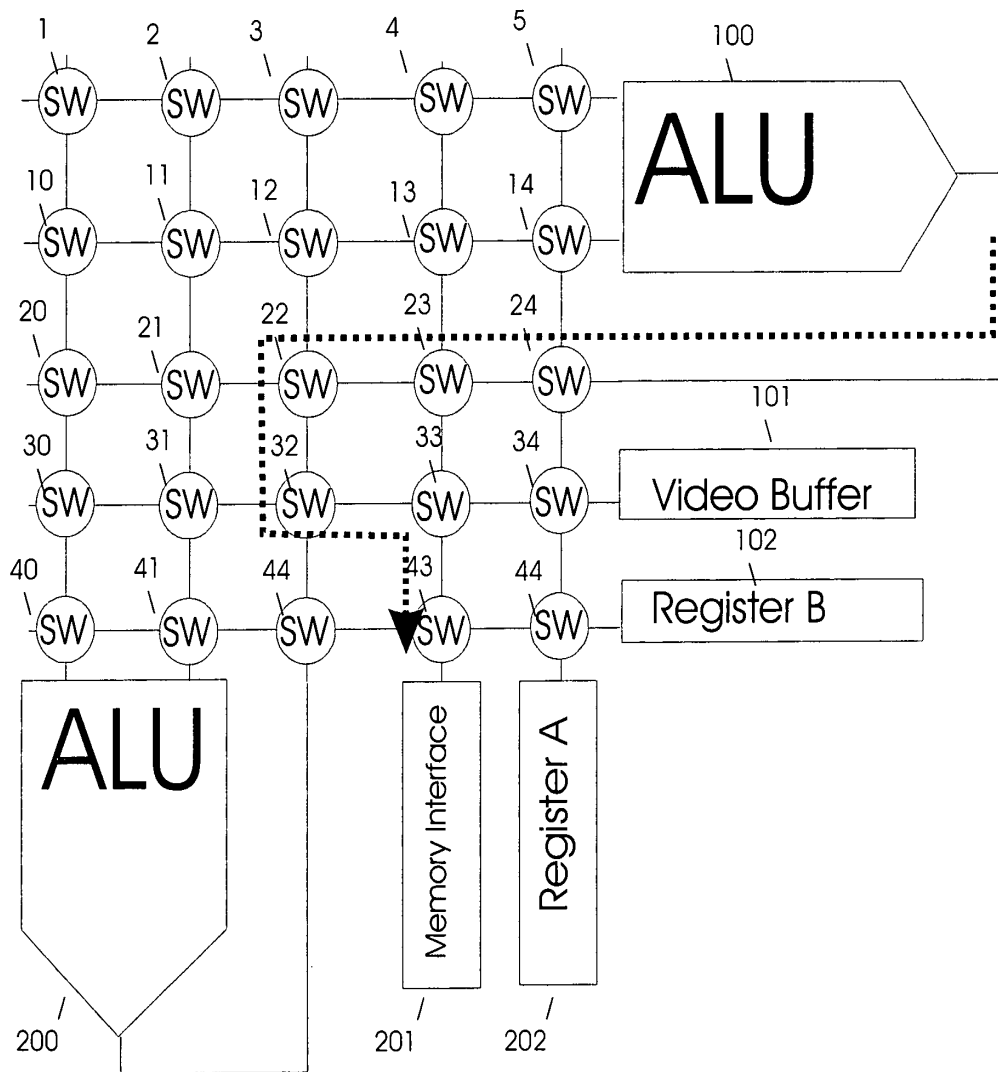 1 2 3 4 5 100
SW SW SW SW SW
ALU
10 11 12 13 14
SW SW SW SW SW
20 21 22 23 24
SW SW SW SW SW
101
30 31 32 33 34
SW SW SW SW SW
Video Buffer
102
40 41 44 43 44
SW SW SW SW SW
Register B
ALU
Memory Interface
Register A
200 201 202